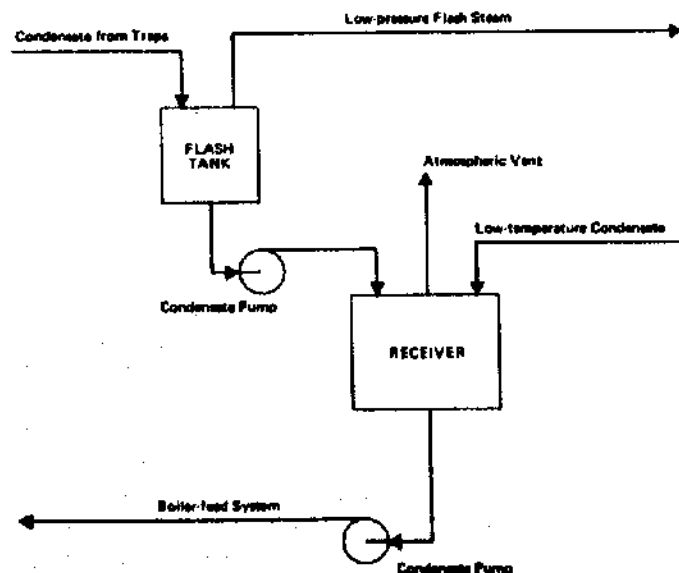 Low-pressure Flash Steam
Condensate from Traps
FLASH
TANK
Atmospheric Vent
Low-temperature Condensate
Condensate Pump
RECEIVER
Boiler-feed System
Condensate Pump